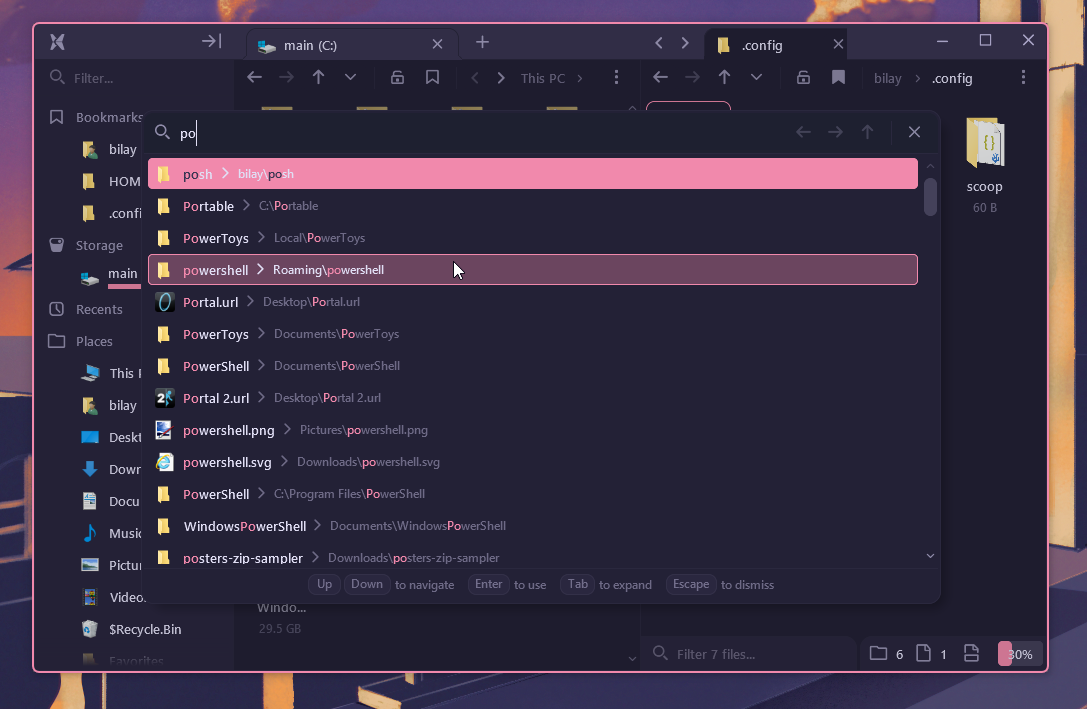 main (C:)
.config
Filter...
This PC
bilay
.config
Bookmarks
bilay
HOM
.confi
Storage
main
Recents
Places
This
bilay
Deskt
Down
Docu
Music
Pictur
Video
$Recycle.Bin
Favorites
po
posh bilay\posh
Portable C:\Portable
PowerToys Local\PowerToys
powershell Roaming\powershell
Portal.url Desktop\Portal.url
PowerToys Documents\PowerToys
PowerShell Documents\PowerShell
Portal 2.url Desktop\Portal 2.url
powershell.png Pictures\powershell.png
powershell.svg Downloads\powershell.svg
PowerShell C:\Program Files\PowerShell
WindowsPowerShell Documents\WindowsPowerShell
posters-zip-sampler Downloads\posters-zip-sampler
Up Down to navigate Enter to use Tab to expand Escape to dismiss
Windo...
29.5 GB
scoop
60 B
Filter 7 files...
6 1 30%